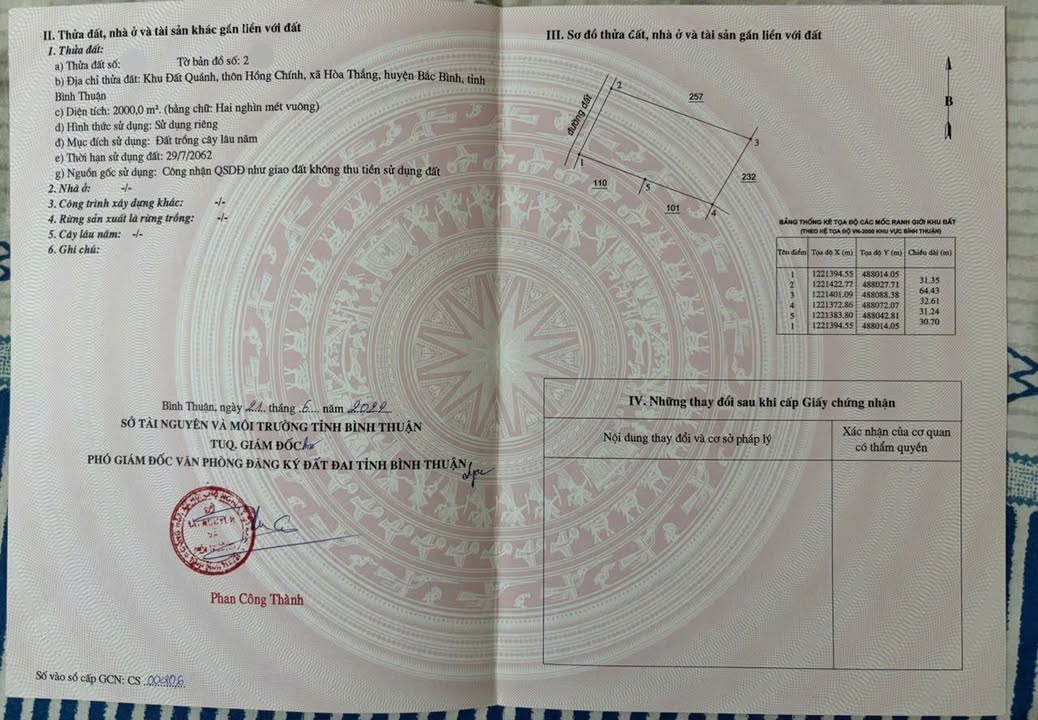 II. Thửa đất, nhà ở và tài sản khác gắn liền với đất
1. Thửa đất:
a) Thửa đất số: Tờ bản đồ số: 2
b) Địa chỉ thửa đất: Khu Đất Quánh, thôn Hồng Chính, xã Hòa Thắng, huyện Bắc Bình, tỉnh
Bình Thuận
c) Diện tích: 2000,0 m². (bằng chữ: Hai nghìn mét vuông)
d) Hình thức sử dụng: Sử dụng riêng
đ) Mục đích sử dụng: Đất trồng cây lâu năm
e) Thời hạn sử dụng đất: 29/7/2062
g) Nguồn gốc sử dụng: Công nhận QSDĐ như giao đất không thu tiền sử dụng đất
2. Nhà ở: -/-
3. Công trình xây dựng khác: -/-
4. Rừng sản xuất là rừng trồng: -/-
5. Cây lâu năm: -/-
6. Ghi chú:
Bình Thuận, ngày 21 tháng 6 năm 2022
SỞ TÀI NGUYÊN VÀ MÔI TRƯỜNG TỈNH BÌNH THUẬN
TUQ. GIÁM ĐỐC
PHÓ GIÁM ĐỐC VĂN PHÒNG ĐĂNG KÝ ĐẤT ĐAI TỈNH BÌNH THUẬN
Phan Công Thành
Số vào sổ cấp GCN: CS
III. Sơ đồ thửa đất, nhà ở và tài sản gắn liền với đất
B
đường đất
2
257
3
1
232
110
5
101
4
BẢNG THỐNG KÊ TỌA ĐỘ CÁC MỐC RANH GIỚI KHU ĐẤT
(THEO HỆ TỌA ĐỘ VN-2000 KHU VỰC BÌNH THUẬN)
Tên điểm Tọa độ X (m) Tọa độ Y (m) Chiều dài (m)
1 1221394.55 488014.05
31.35
2 1221422.77 488027.71
64.43
3 1221401.09 488088.38
32.61
4 1221372.86 488072.07
31.24
5 1221383.80 488042.81
30.70
1 1221394.55 488014.05
IV. Những thay đổi sau khi cấp Giấy chứng nhận
Nội dung thay đổi và cơ sở pháp lý
Xác nhận của cơ quan
có thẩm quyền